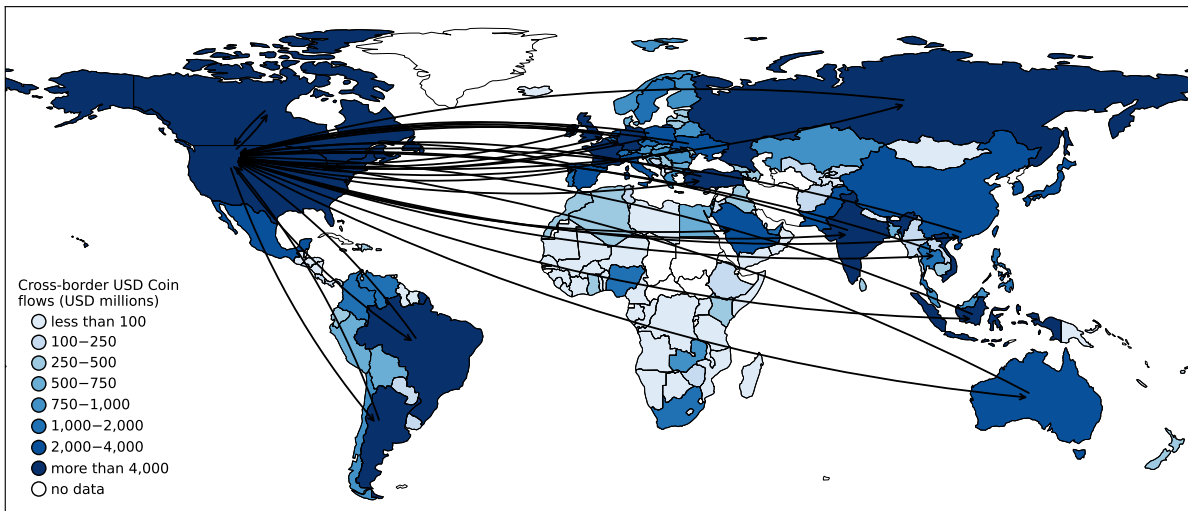 Cross-border USD Coin
flows (USD millions)
less than 100
100−250
250−500
500−750
750−1,000
1,000−2,000
2,000−4,000
more than 4,000
no data